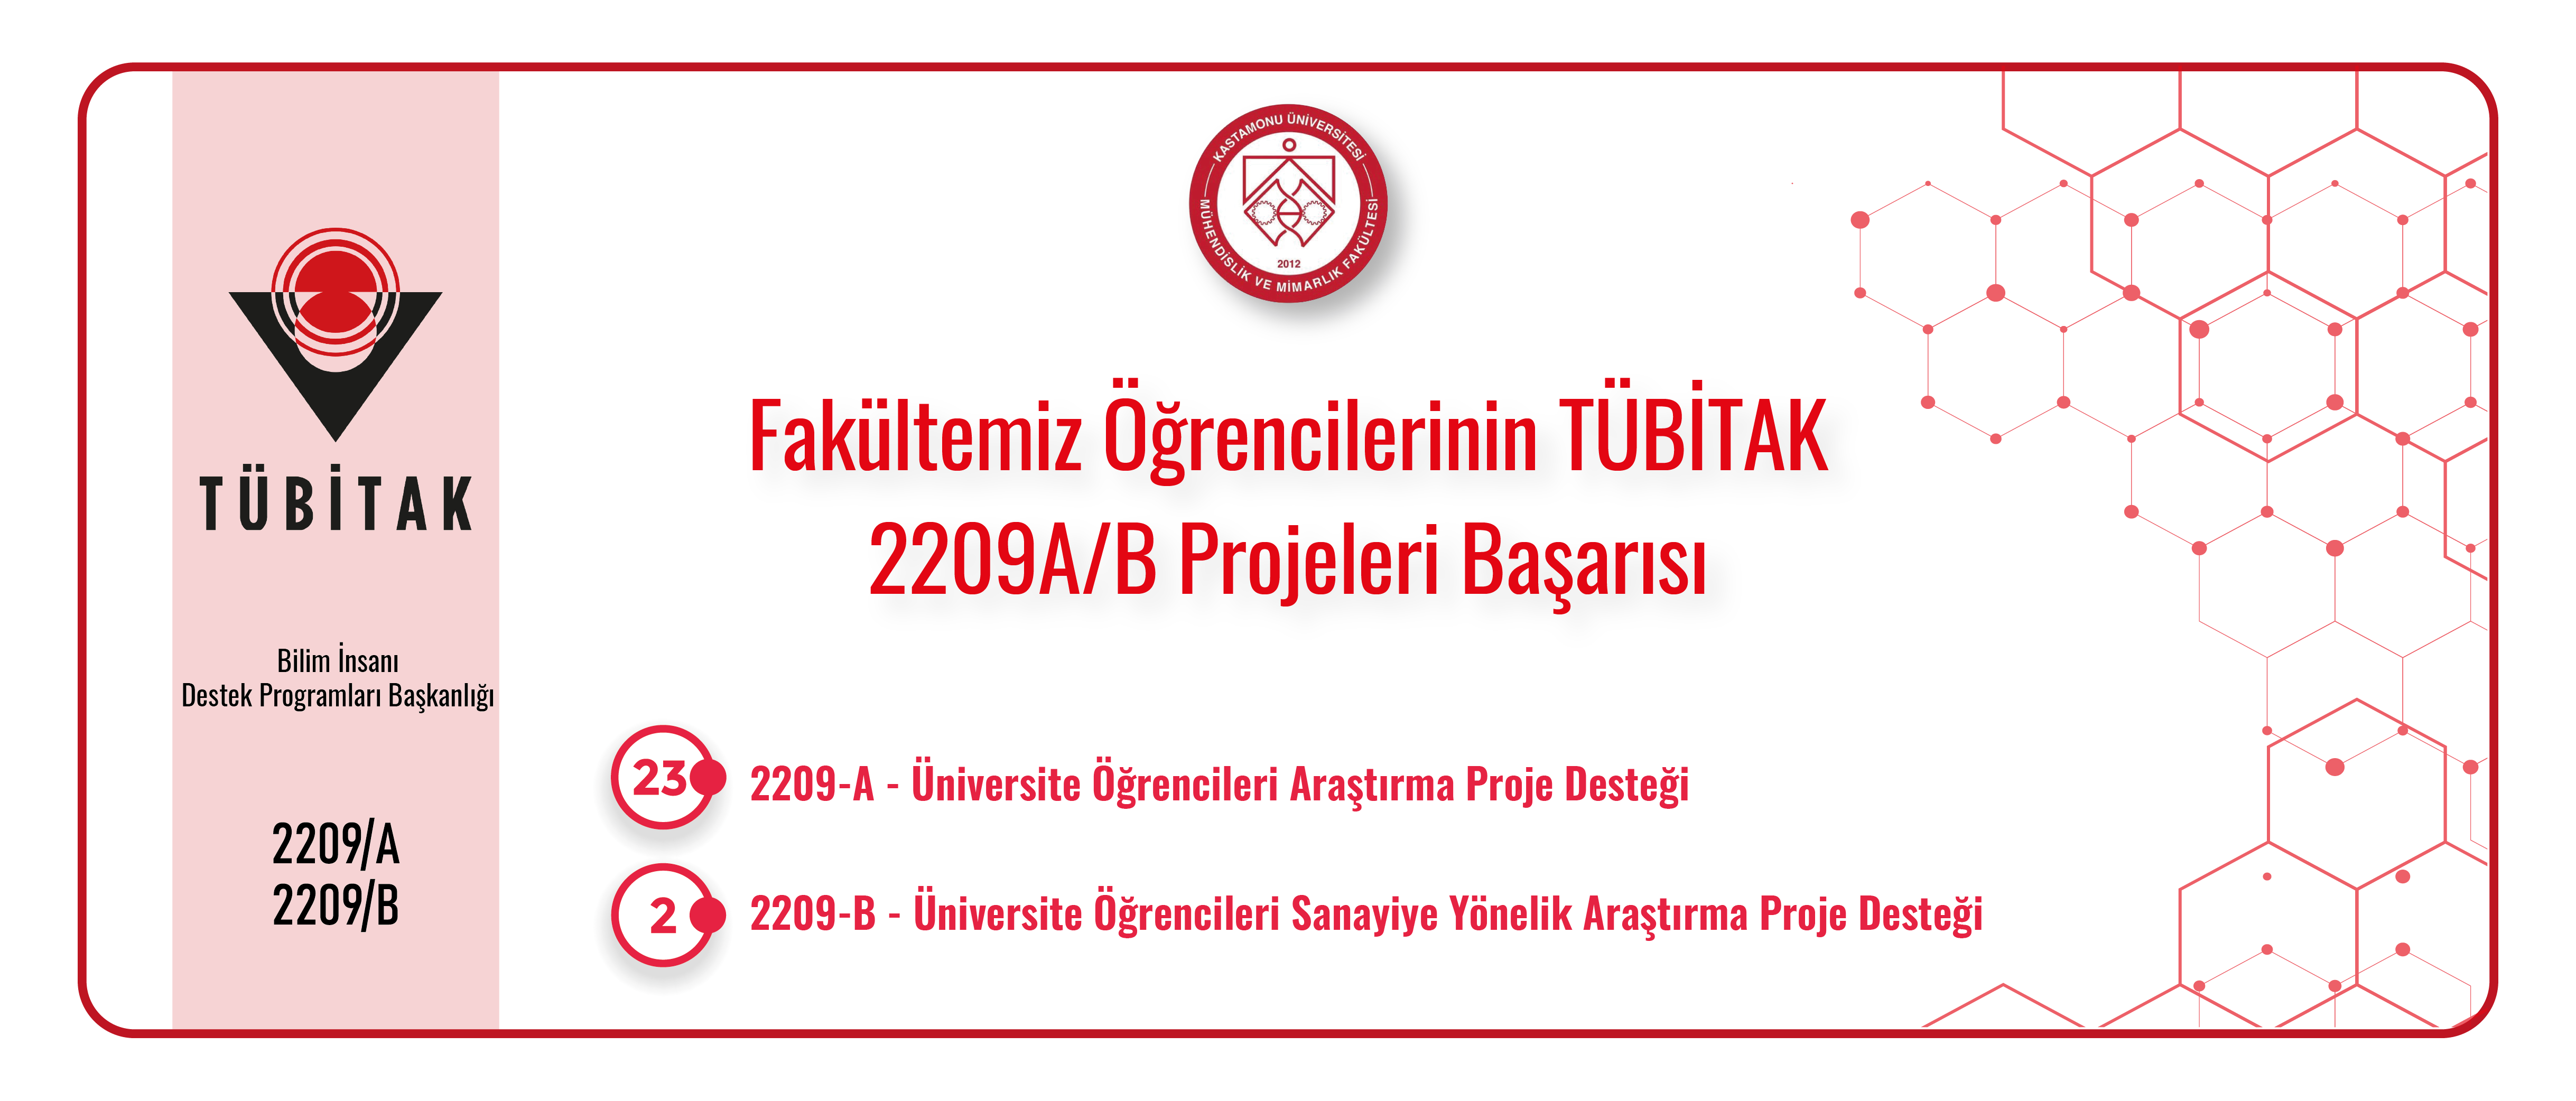 TÜBİTAK
Bilim İnsanı
Destek Programları Başkanlığı
2209/A
2209/B
KASTAMONU ÜNİVERSİTESİ
MÜHENDİSLİK VE MİMARLIK FAKÜLTESİ
2012
Fakültemiz Öğrencilerinin TÜBİTAK
2209A/B Projeleri Başarısı
23 2209-A - Üniversite Öğrencileri Araştırma Proje Desteği
2 2209-B - Üniversite Öğrencileri Sanayiye Yönelik Araştırma Proje Desteği